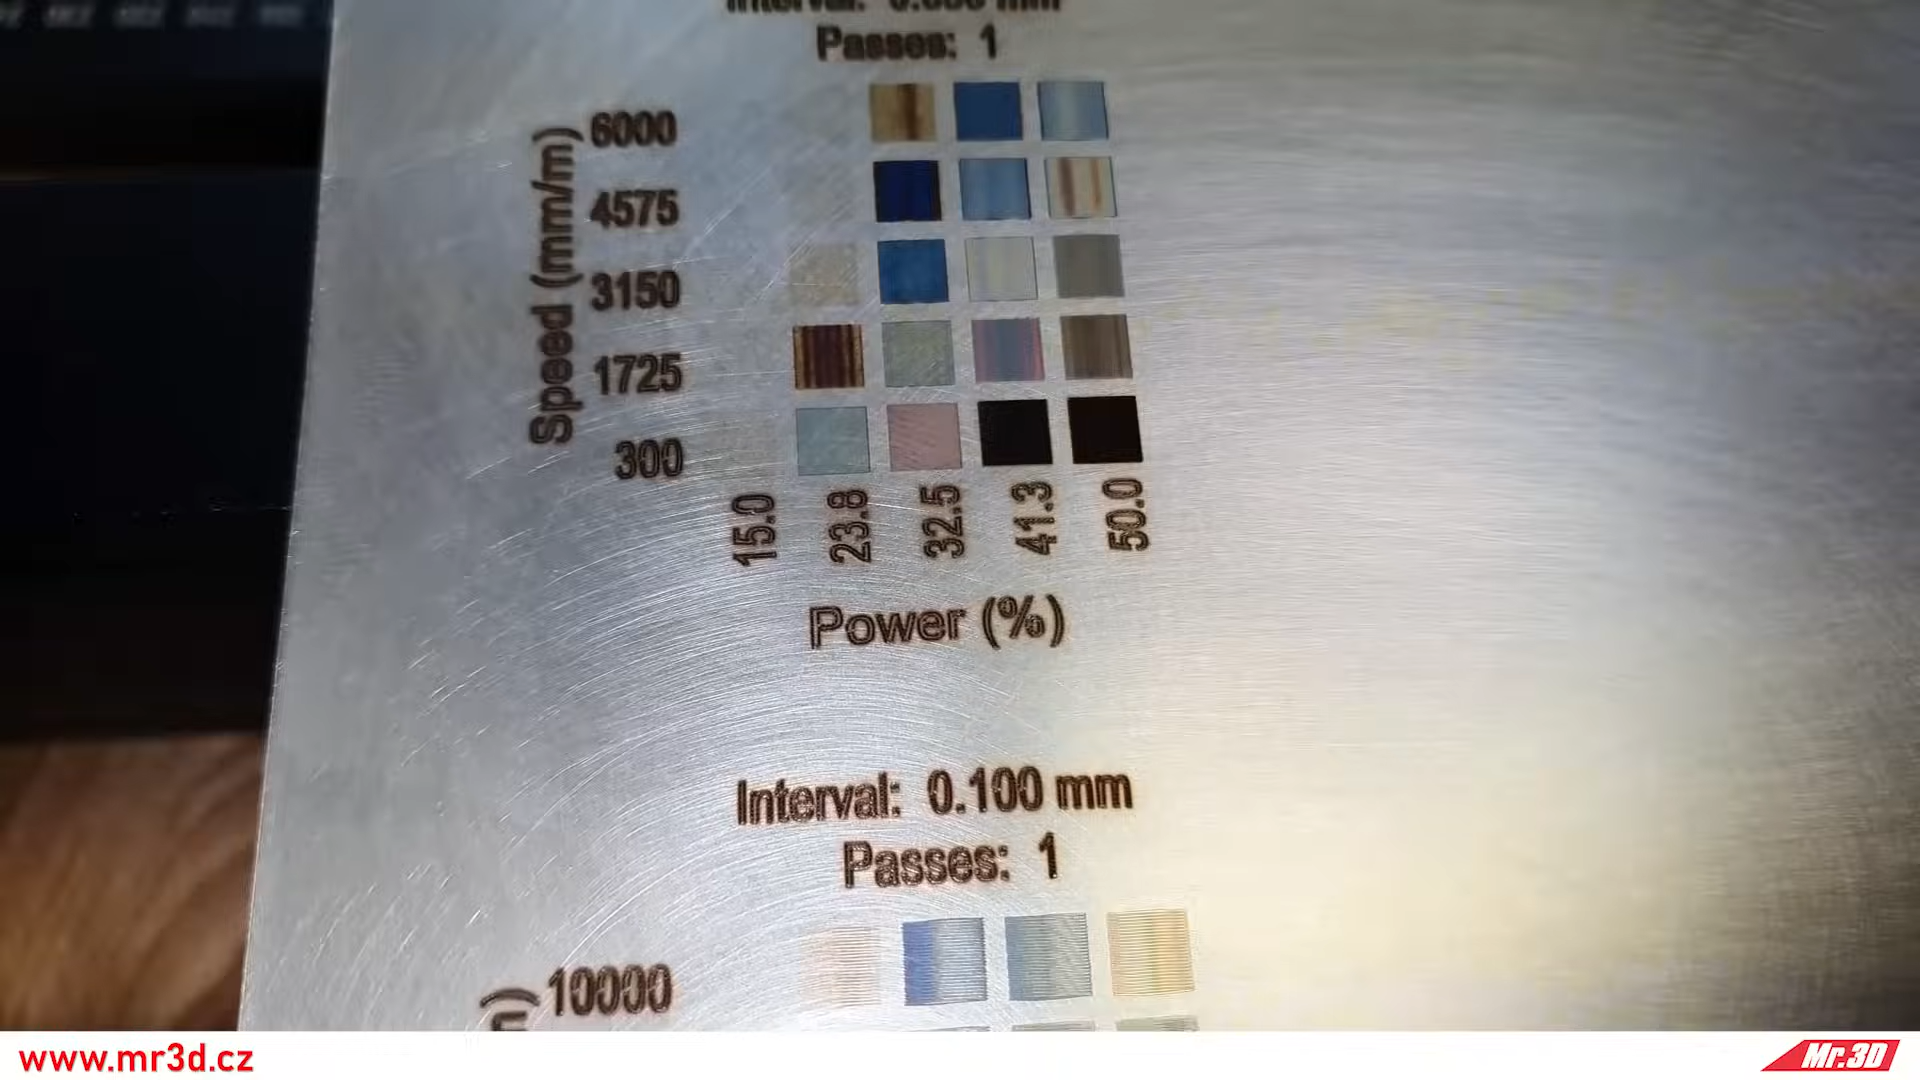 Passes: 1
6000
4575
3150
1725
300
Speed (mm/m)
15.0
23.8
32.5
41.3
50.0
Power (%)
Interval: 0.100 mm
Passes: 1
10000
www.mr3d.cz
Mr.3D